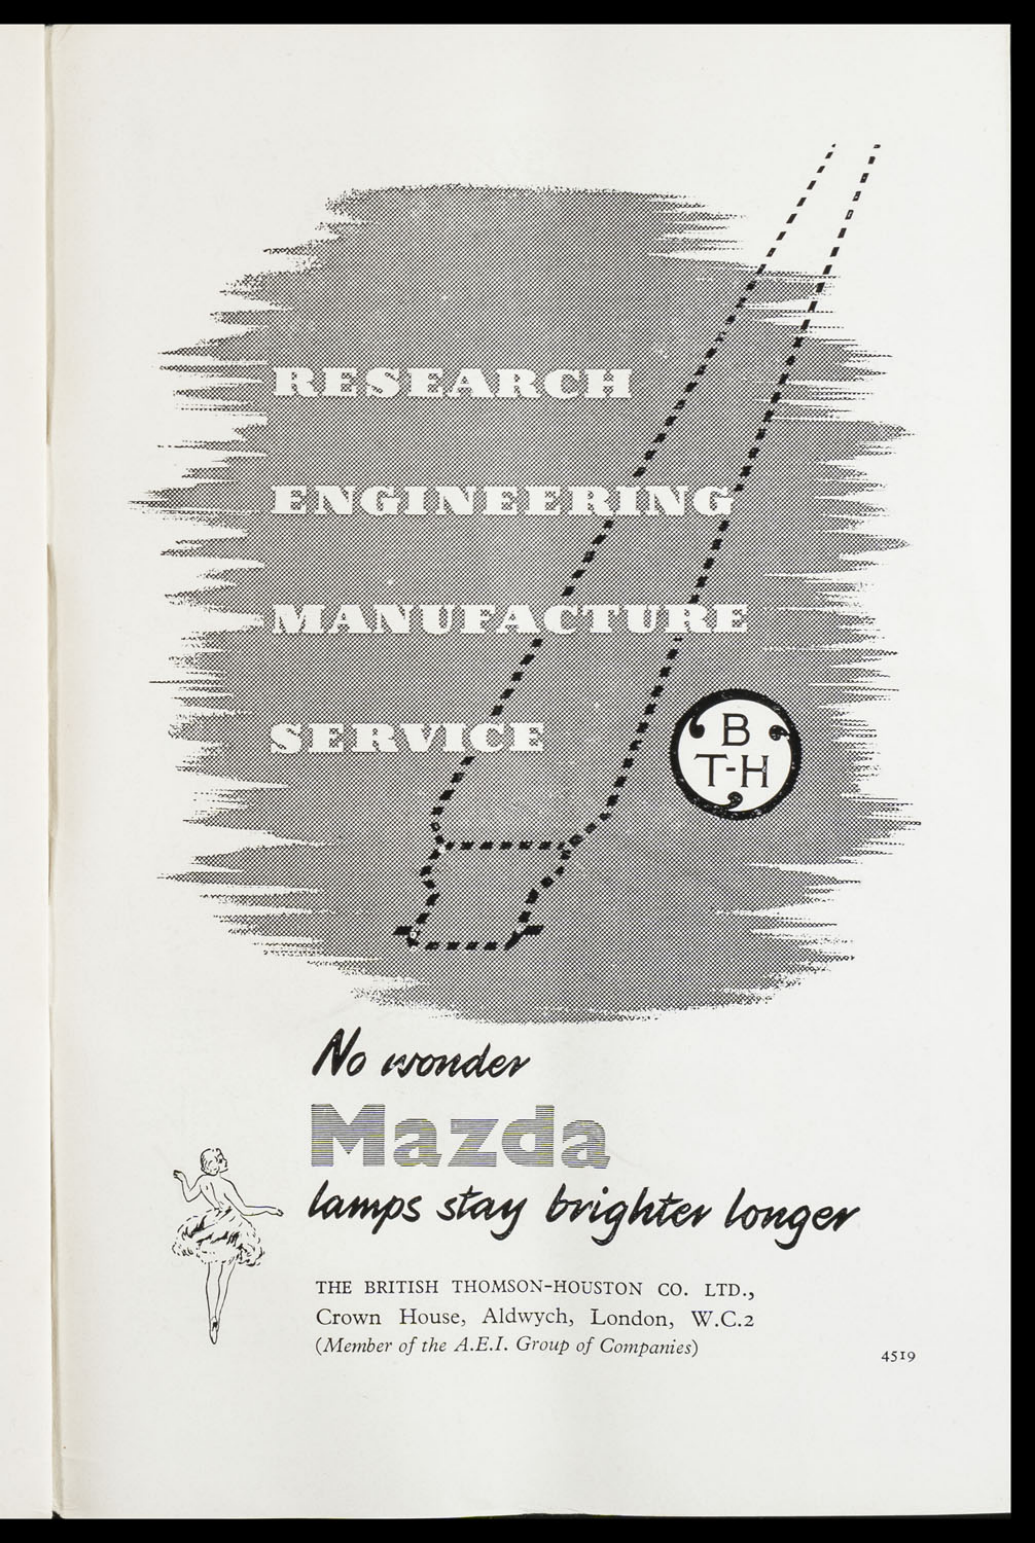 RESEARCH
ENGINEERING
MANUFACTURE
SERVICE
B
T-H
No wonder
Mazda
lamps stay brighter longer
THE BRITISH THOMSON-HOUSTON CO. LTD.,
Crown House, Aldwych, London, W.C.2
(Member of the A.E.I. Group of Companies)
4519